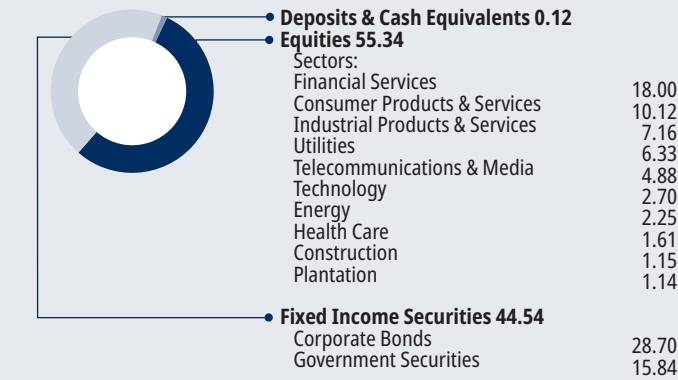 Deposits & Cash Equivalents 0.12
Equities 55.34
Sectors:
Financial Services 18.00
Consumer Products & Services 10.12
Industrial Products & Services 7.16
Utilities 6.33
Telecommunications & Media 4.88
Technology 2.70
Energy 2.25
Health Care 1.61
Construction 1.15
Plantation 1.14
Fixed Income Securities 44.54
Corporate Bonds 28.70
Government Securities 15.84